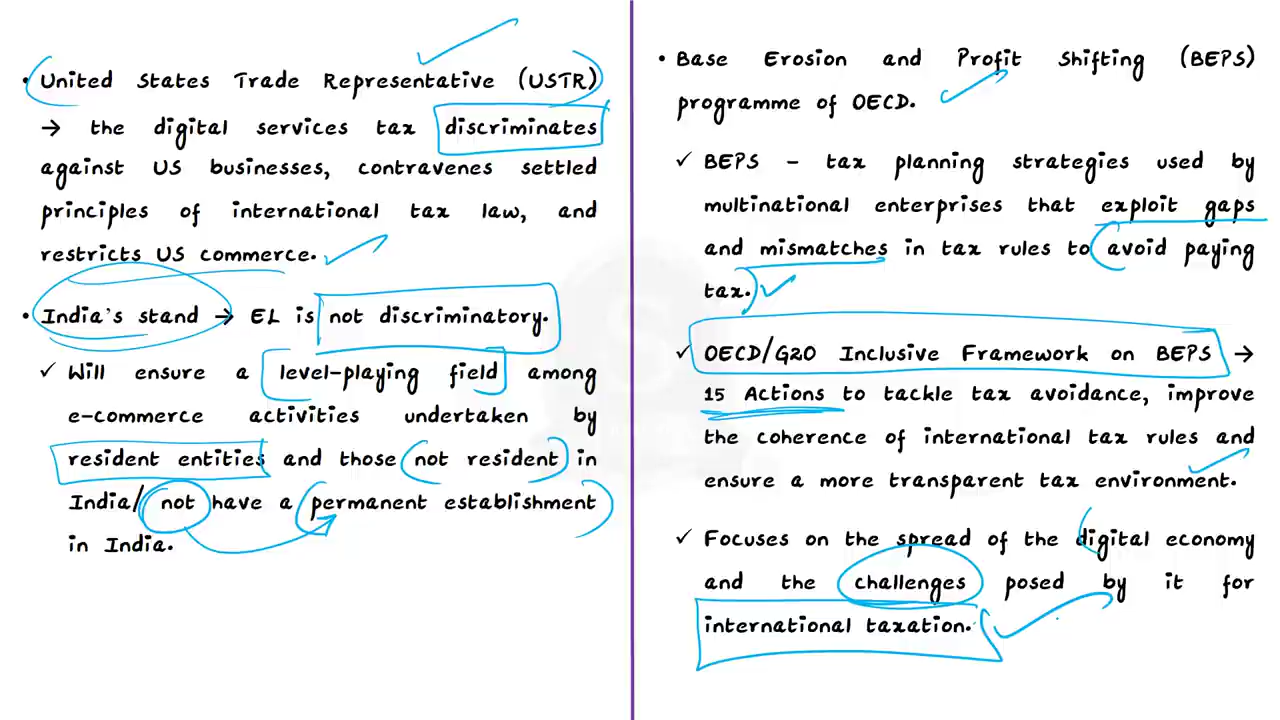 • United States Trade Representative (USTR)
→ the digital services tax discriminates
against US businesses, contravenes settled
principles of international tax law, and
restricts US commerce.
• India's stand → EL is not discriminatory.
✓ Will ensure a level-playing field among
e-commerce activities undertaken by
resident entities and those not resident in
India/ not have a permanent establishment
in India.
• Base Erosion and Profit Shifting (BEPS)
programme of OECD.
✓ BEPS - tax planning strategies used by
multinational enterprises that exploit gaps
and mismatches in tax rules to avoid paying
tax.
✓ OECD/G20 Inclusive Framework on BEPS →
15 Actions to tackle tax avoidance, improve
the coherence of international tax rules and
ensure a more transparent tax environment.
✓ Focuses on the spread of the digital economy
and the challenges posed by it for
international taxation.